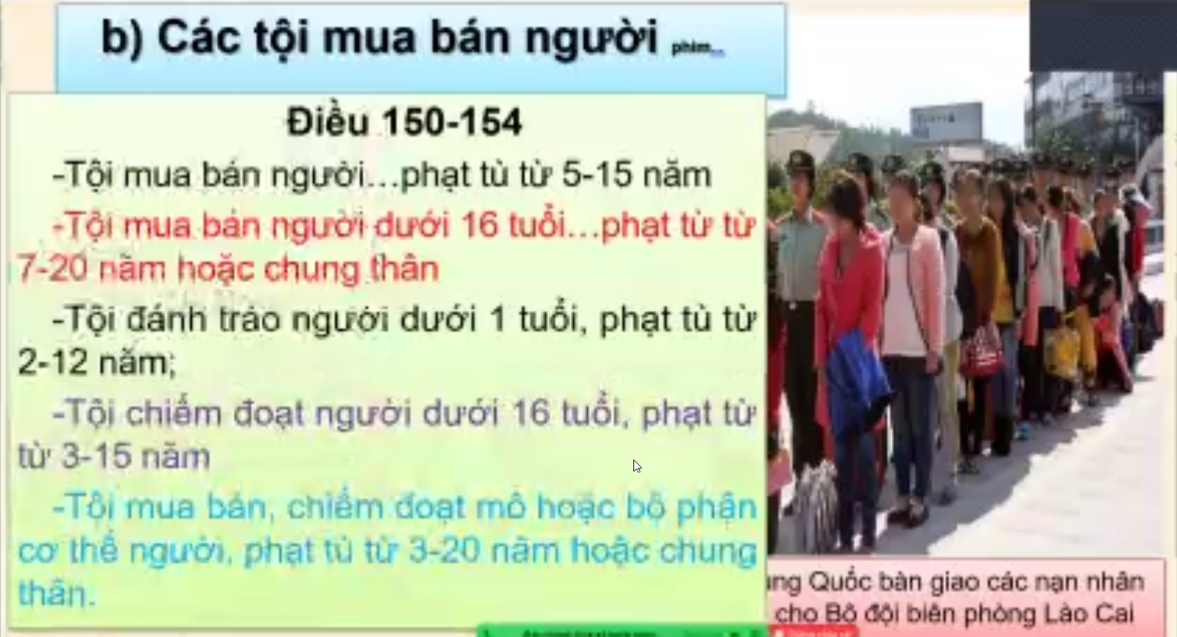 b) Các tội mua bán người phim...
Điều 150-154
-Tội mua bán người...phạt tù từ 5-15 năm
-Tội mua bán người dưới 16 tuổi...phạt từ từ
7-20 năm hoặc chung thân
-Tội đánh tráo người dưới 1 tuổi, phạt tù từ
2-12 năm;
-Tội chiếm đoạt người dưới 16 tuổi, phạt từ
từ 3-15 năm
-Tội mua bán, chiếm đoạt mô hoặc bộ phận
cơ thể người, phạt tù từ 3-20 năm hoặc chung
thân.
Quốc bàn giao các nạn nhân
cho Bộ đội biên phòng Lào Cai